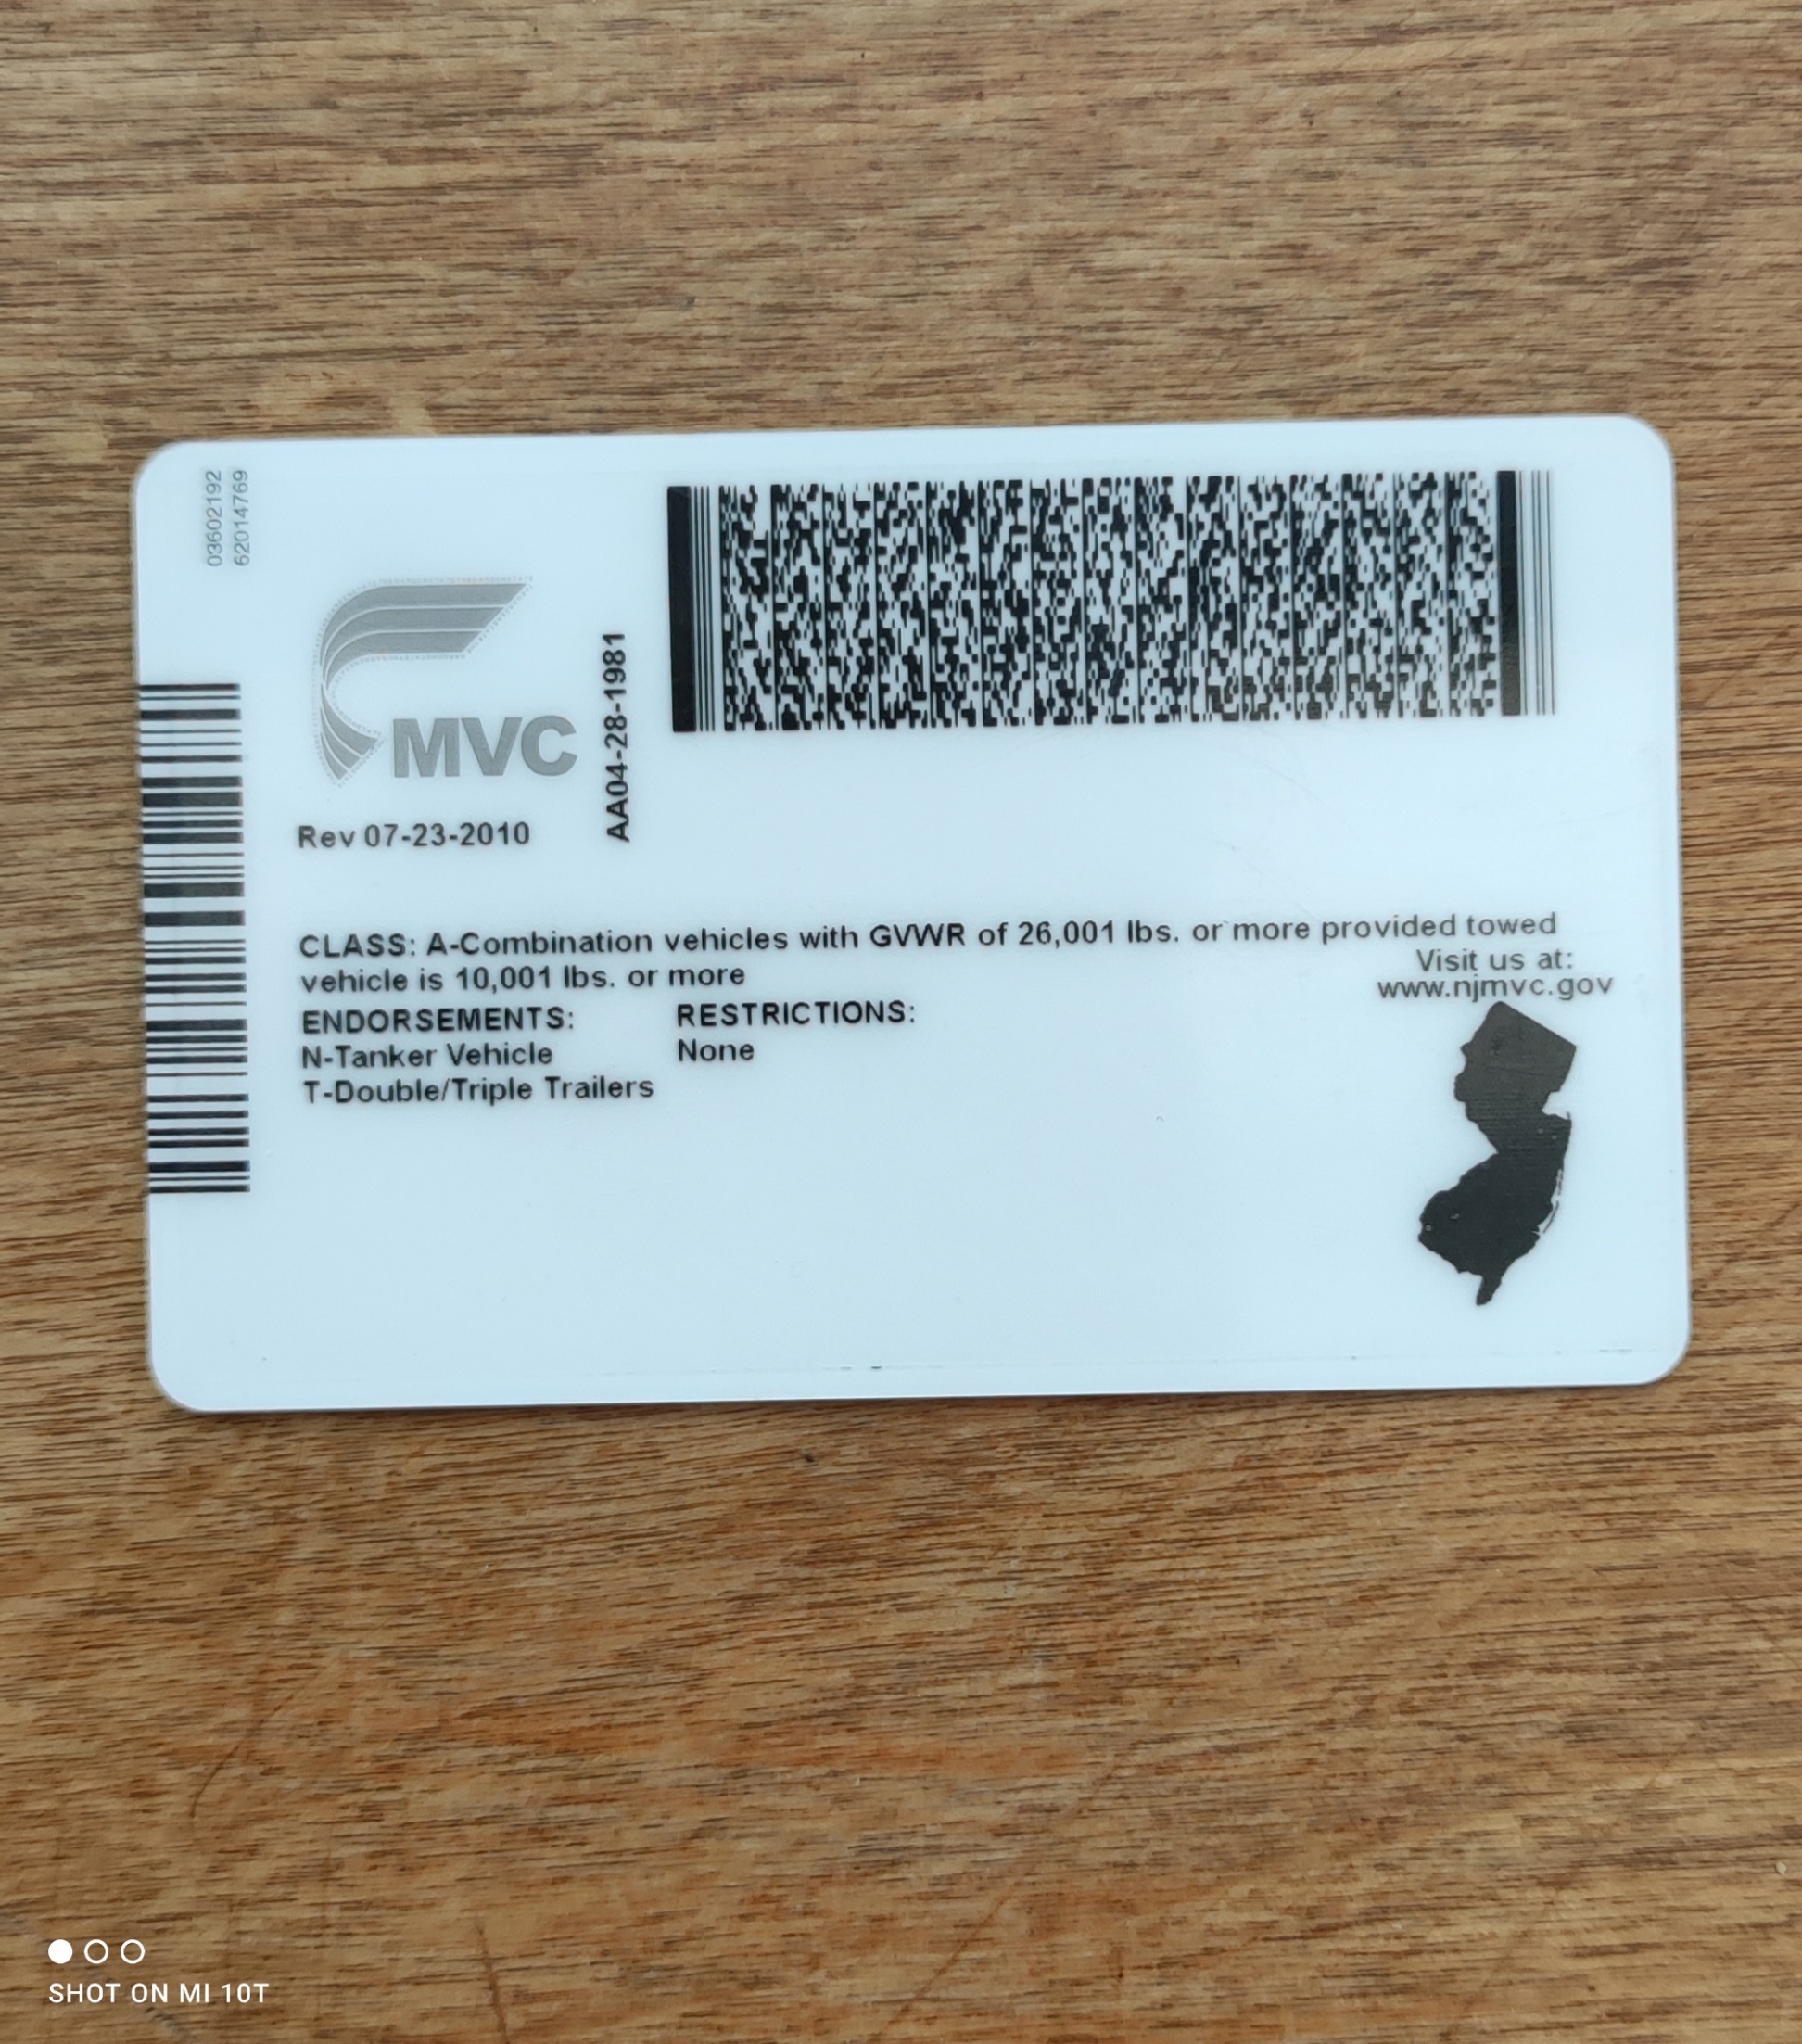 03602192
62014769
MVC
AA04-28-1981
Rev 07-23-2010
CLASS: A-Combination vehicles with GVWR of 26,001 lbs. or more provided towed
vehicle is 10,001 lbs. or more
Visit us at:
www.njmvc.gov
ENDORSEMENTS:
RESTRICTIONS:
N-Tanker Vehicle
None
T-Double/Triple Trailers
SHOT ON MI 10T